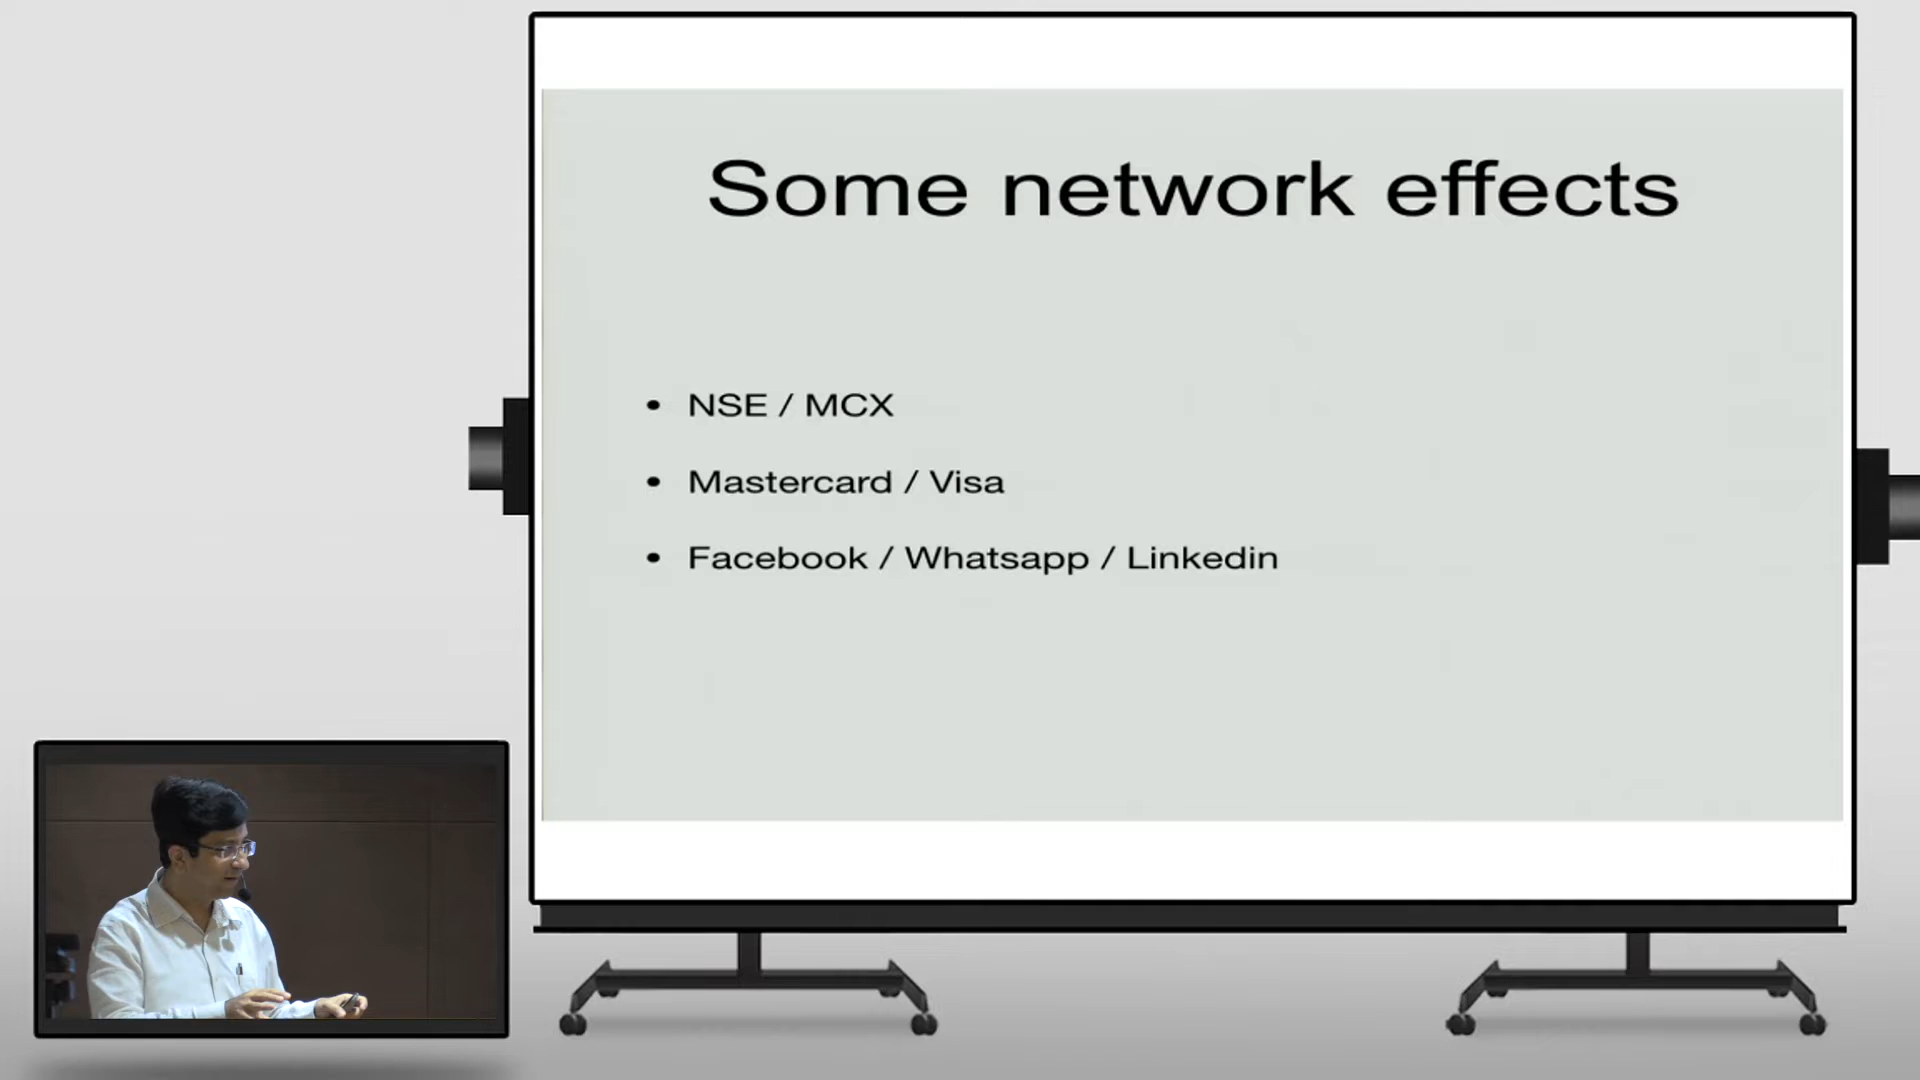 Some network effects
• NSE / MCX
• Mastercard / Visa
• Facebook / Whatsapp / Linkedin